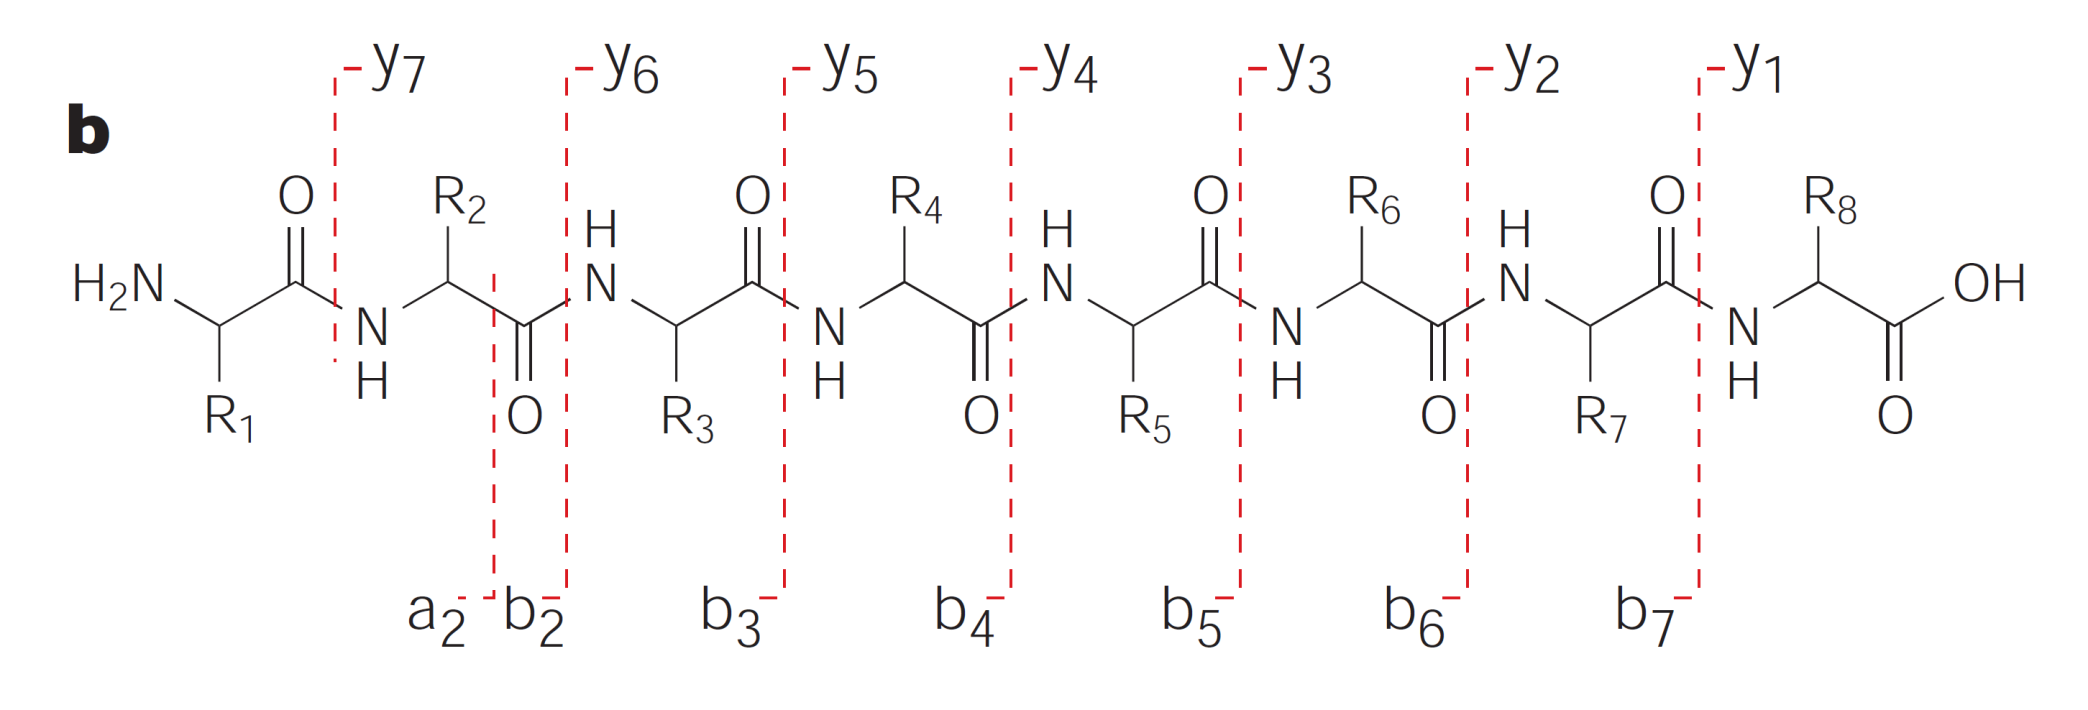 y7 y6 y5 y4 y3 y2 y1
b
O R2 H O R4 H O R6 H O R8
H2N N N N OH
N N N N
H H H H
R1 O R3 O R5 O R7 O
a2 b2 b3 b4 b5 b6 b7